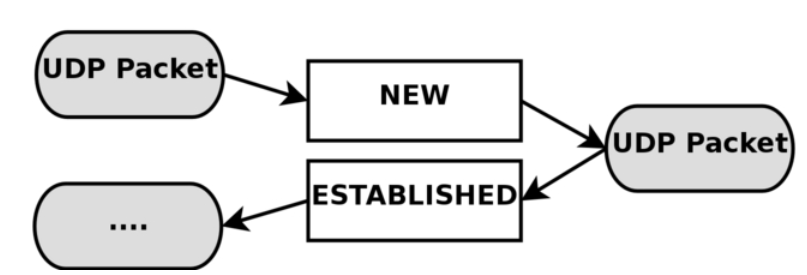 UDP Packet
NEW
UDP Packet
ESTABLISHED
....